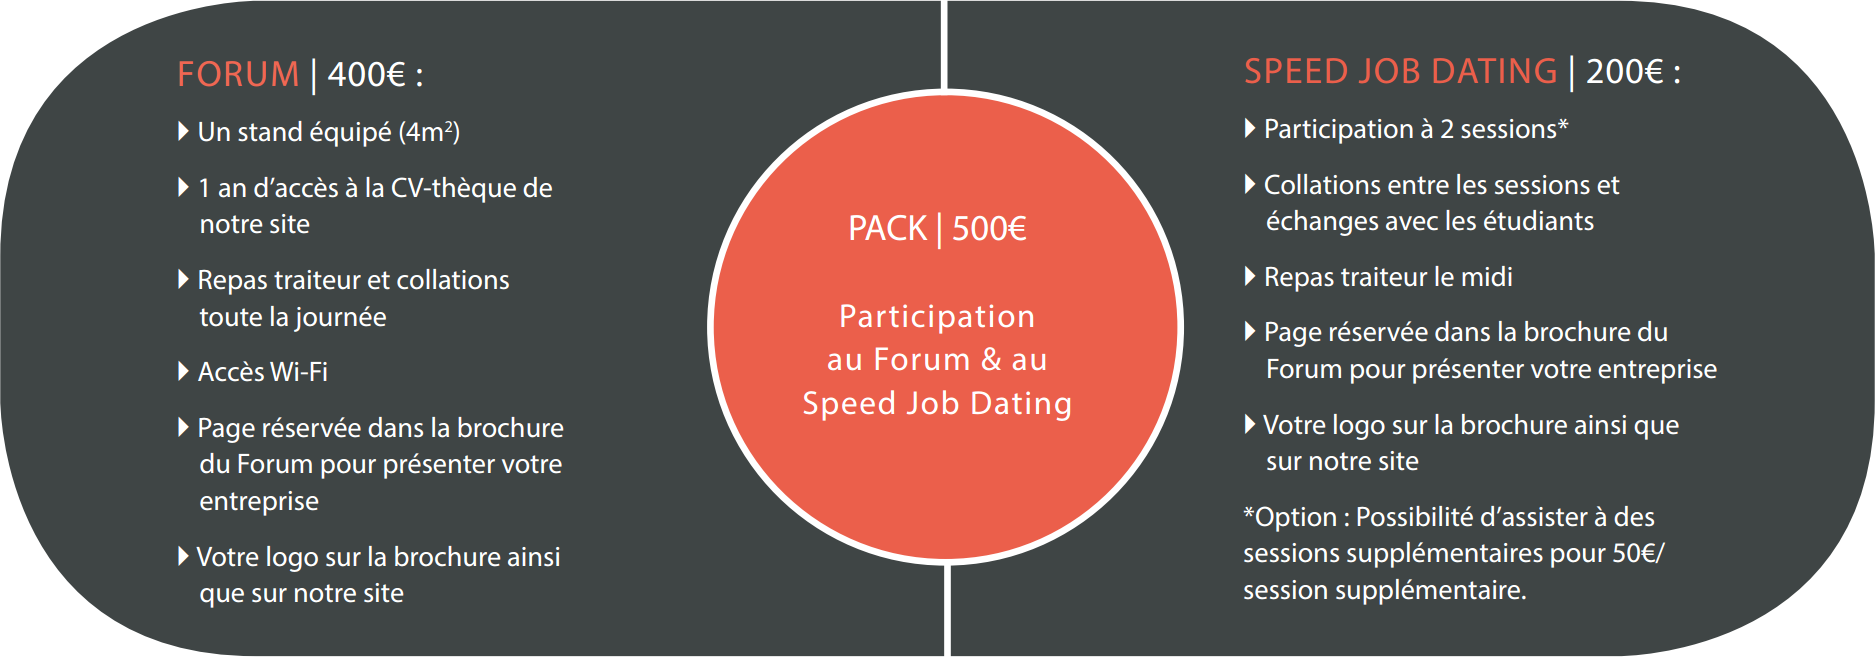 FORUM | 400€ :
Un stand équipé (4m²)
1 an d’accès à la CV-thèque de
notre site
Repas traiteur et collations
toute la journée
Accès Wi-Fi
Page réservée dans la brochure
du Forum pour présenter votre
entreprise
Votre logo sur la brochure ainsi
que sur notre site
PACK | 500€
Participation
au Forum & au
Speed Job Dating
SPEED JOB DATING | 200€ :
Participation à 2 sessions*
Collations entre les sessions et
échanges avec les étudiants
Repas traiteur le midi
Page réservée dans la brochure du
Forum pour présenter votre entreprise
Votre logo sur la brochure ainsi que
sur notre site
*Option : Possibilité d’assister à des
sessions supplémentaires pour 50€/
session supplémentaire.